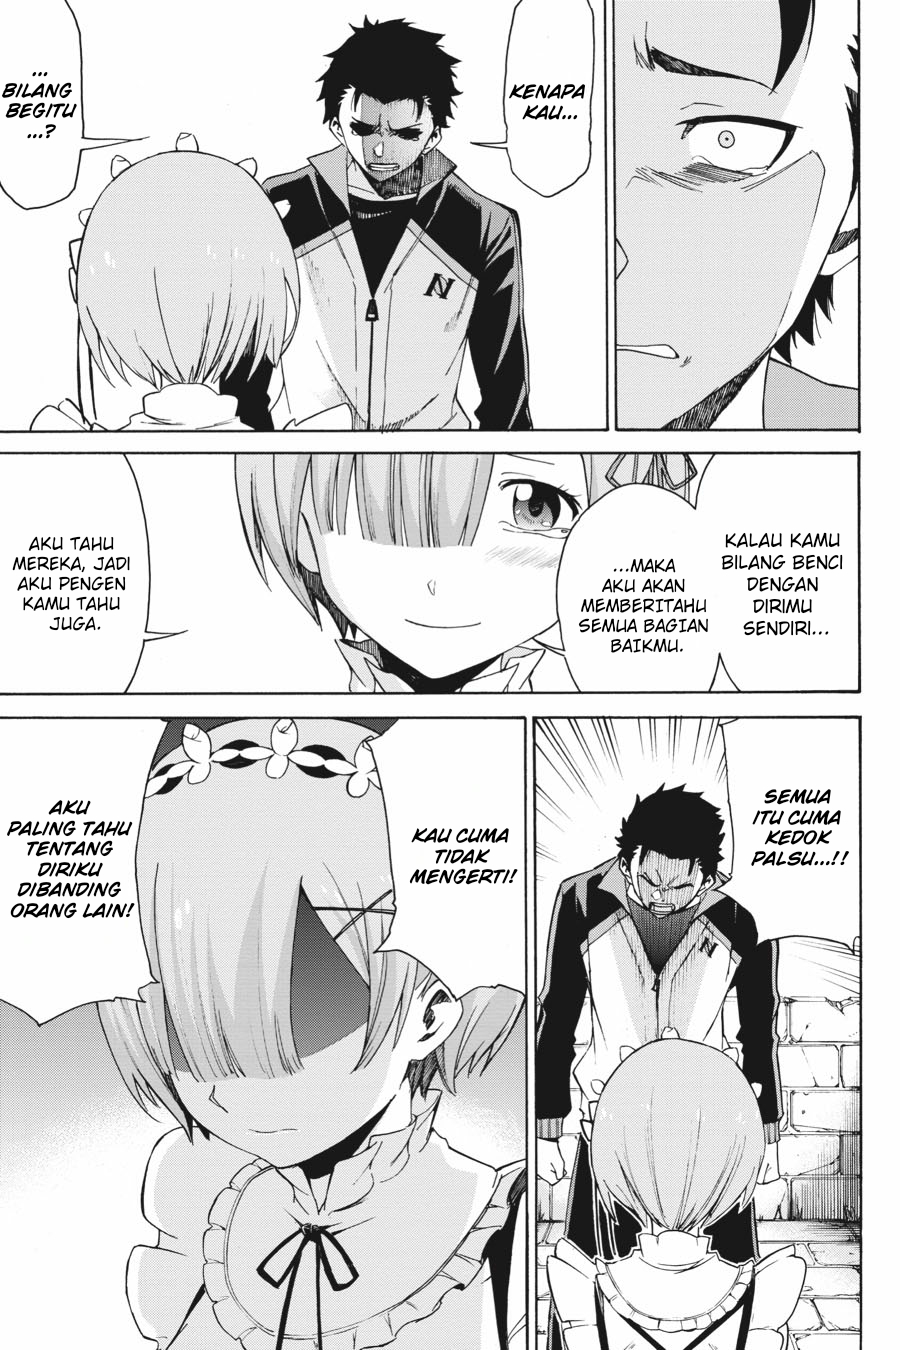 KENAPA
KAU...
...
BILANG
BEGITU
...?
N
KALAU KAMU
BILANG BENCI
DENGAN
DIRIMU
SENDIRI...
...MAKA
AKU AKAN
MEMBERITAHU
SEMUA BAGIAN
BAIKMU.
AKU TAHU
MEREKA, JADI
AKU PENGEN
KAMU TAHU
JUGA.
SEMUA
ITU CUMA
KEDOK
PALSU...!!
N
KAU CUMA
TIDAK
MENGERTI!
AKU
PALING TAHU
TENTANG
DIRIKU
DIBANDING
ORANG LAIN!